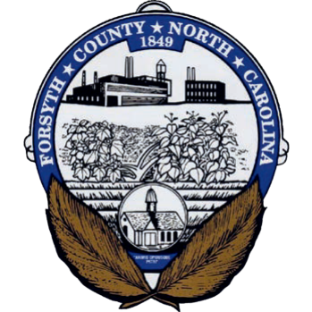 FORSYTH ★ COUNTY ★ NORTH ★ CAROLINA
1849